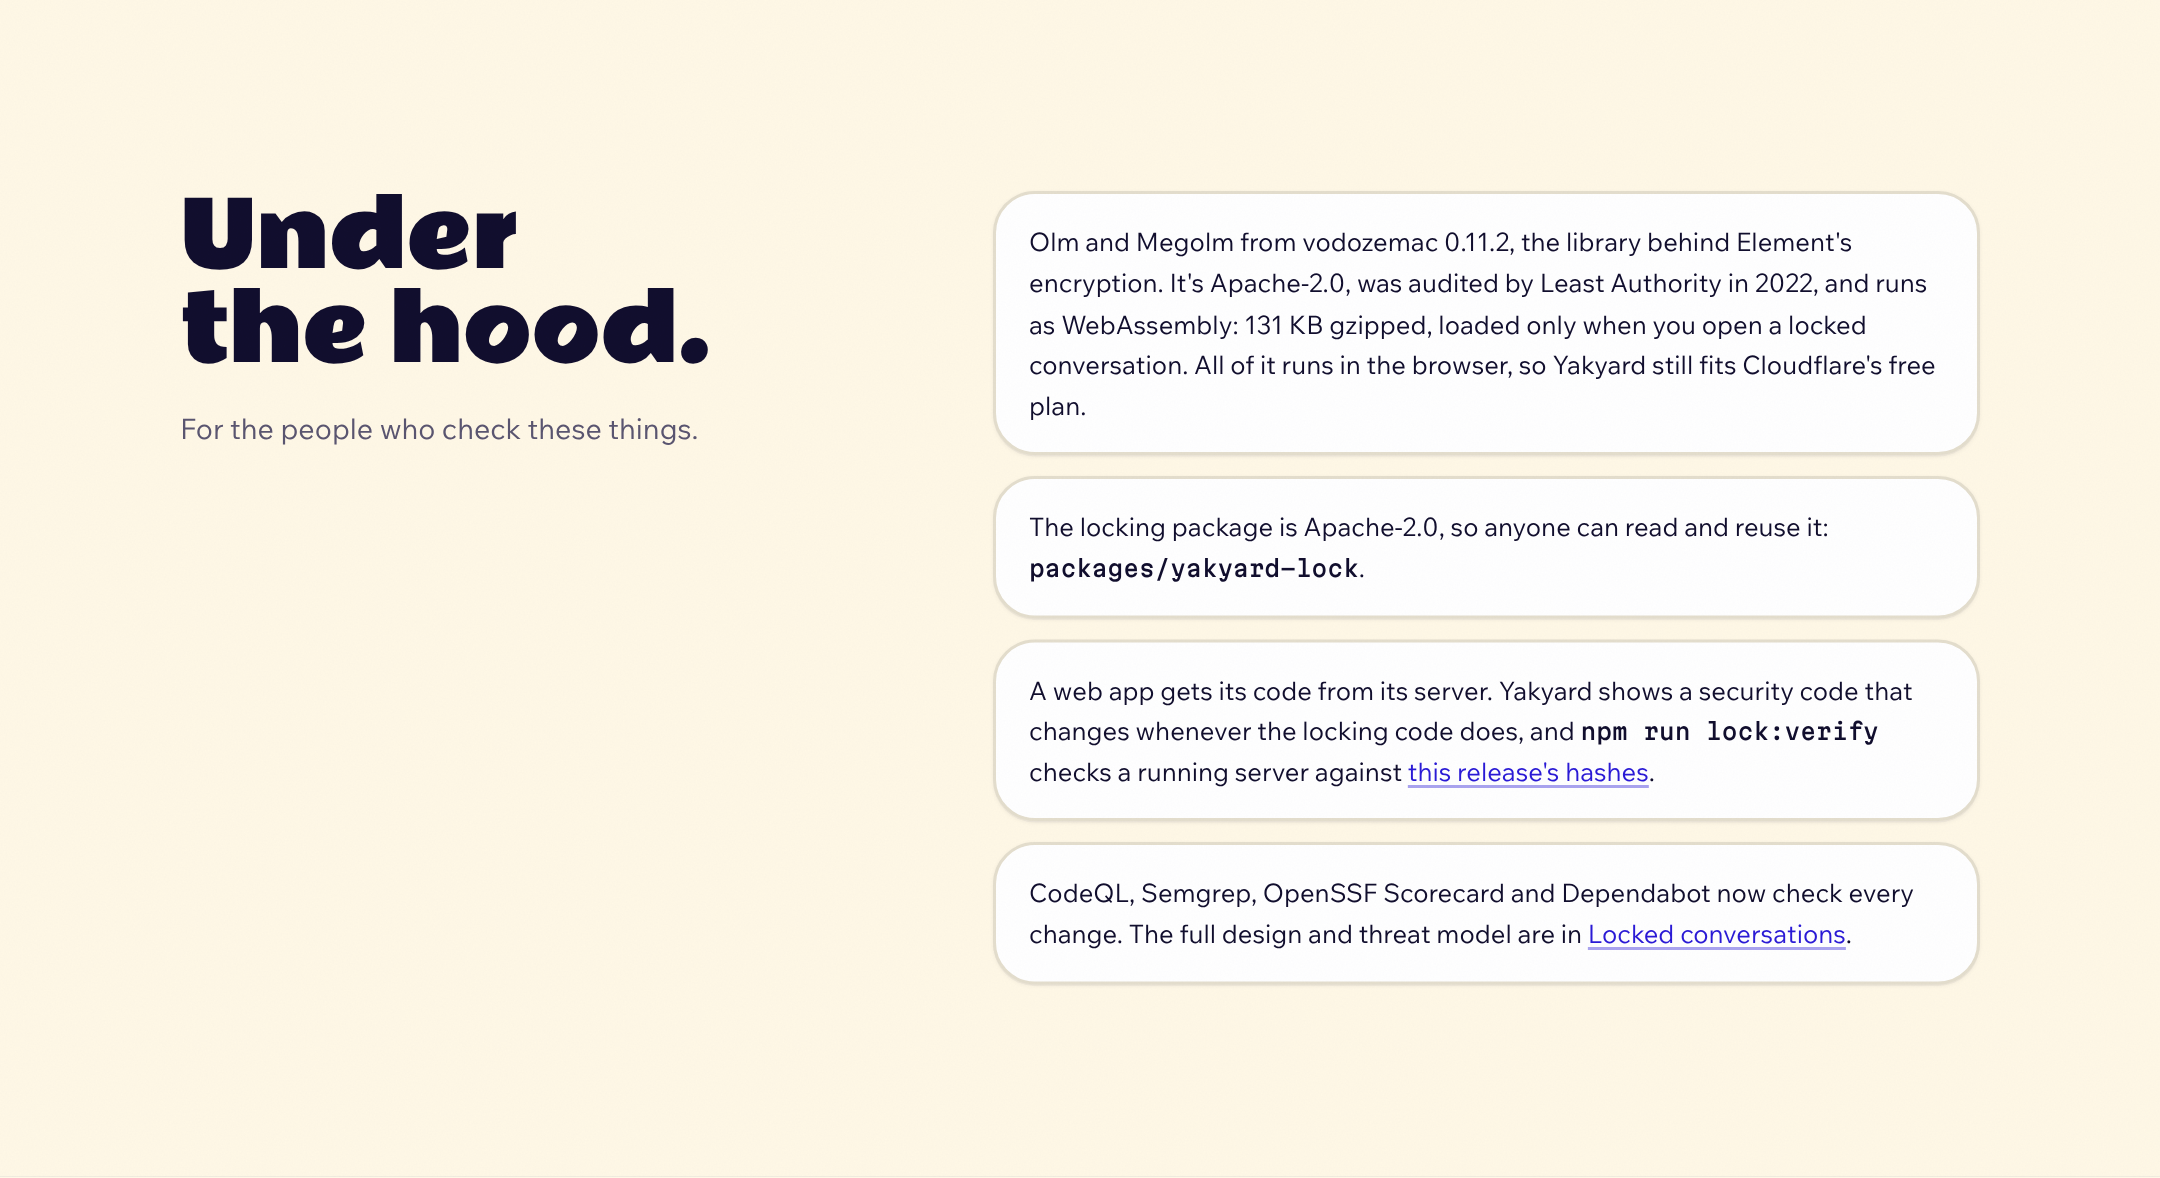 Under
the hood.
For the people who check these things.
Olm and Megolm from vodozemac 0.11.2, the library behind Element's
encryption. It's Apache-2.0, was audited by Least Authority in 2022, and runs
as WebAssembly: 131 KB gzipped, loaded only when you open a locked
conversation. All of it runs in the browser, so Yakyard still fits Cloudflare's free
plan.
The locking package is Apache-2.0, so anyone can read and reuse it:
packages/yakyard-lock.
A web app gets its code from its server. Yakyard shows a security code that
changes whenever the locking code does, and npm run lock:verify
checks a running server against this release's hashes.
CodeQL, Semgrep, OpenSSF Scorecard and Dependabot now check every
change. The full design and threat model are in Locked conversations.